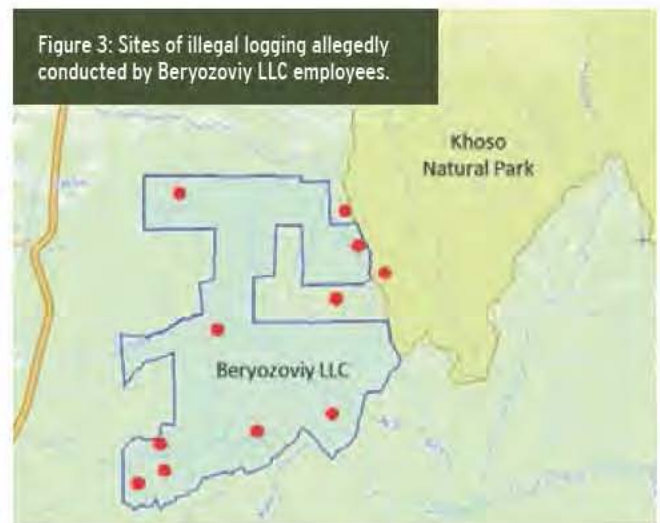 Figure 3: Sites of illegal logging allegedly
conducted by Beryozoviy LLC employees.
Khoso
Natural Park
Beryozoviy LLC